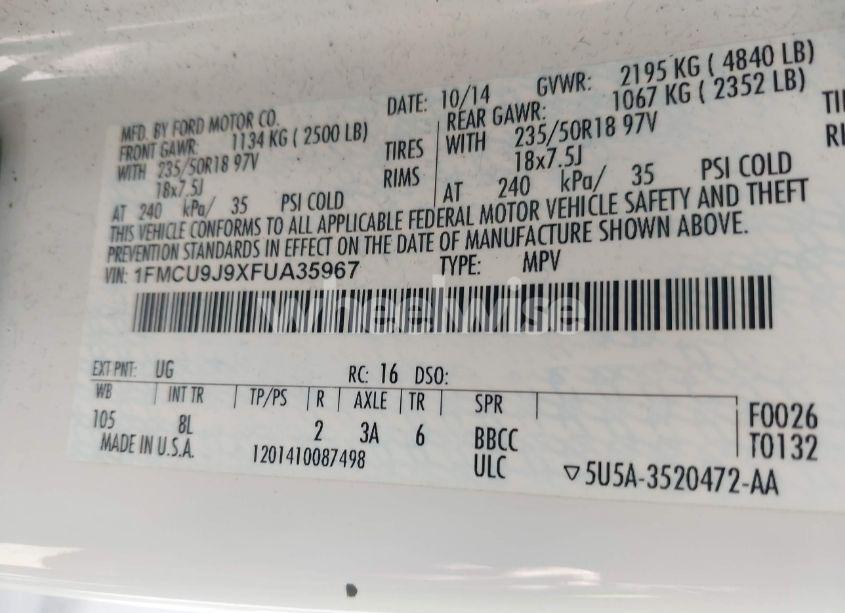 MFD. BY FORD MOTOR CO.
DATE: 10/14 GVWR: 2195 KG ( 4840 LB)
FRONT GAWR: 1134 KG ( 2500 LB)
REAR GAWR: 1067 KG ( 2352 LB)
WITH 235/50R18 97V TIRES WITH 235/50R18 97V
18x7.5J RIMS 18x7.5J
AT 240 kPa/ 35 PSI COLD AT 240 kPa/ 35 PSI COLD
THIS VEHICLE CONFORMS TO ALL APPLICABLE FEDERAL MOTOR VEHICLE SAFETY AND THEFT
PREVENTION STANDARDS IN EFFECT ON THE DATE OF MANUFACTURE SHOWN ABOVE.
VIN: 1FMCU9J9XFUA35967 TYPE: MPV
wheelwise
EXT PNT: UG RC: 16 DSO:
WB INT TR TP/PS R AXLE TR SPR
105 8L 2 3A 6 BBCC
F0026
T0132
MADE IN U.S.A. 1201410087498 ULC ▽5U5A-3520472-AA